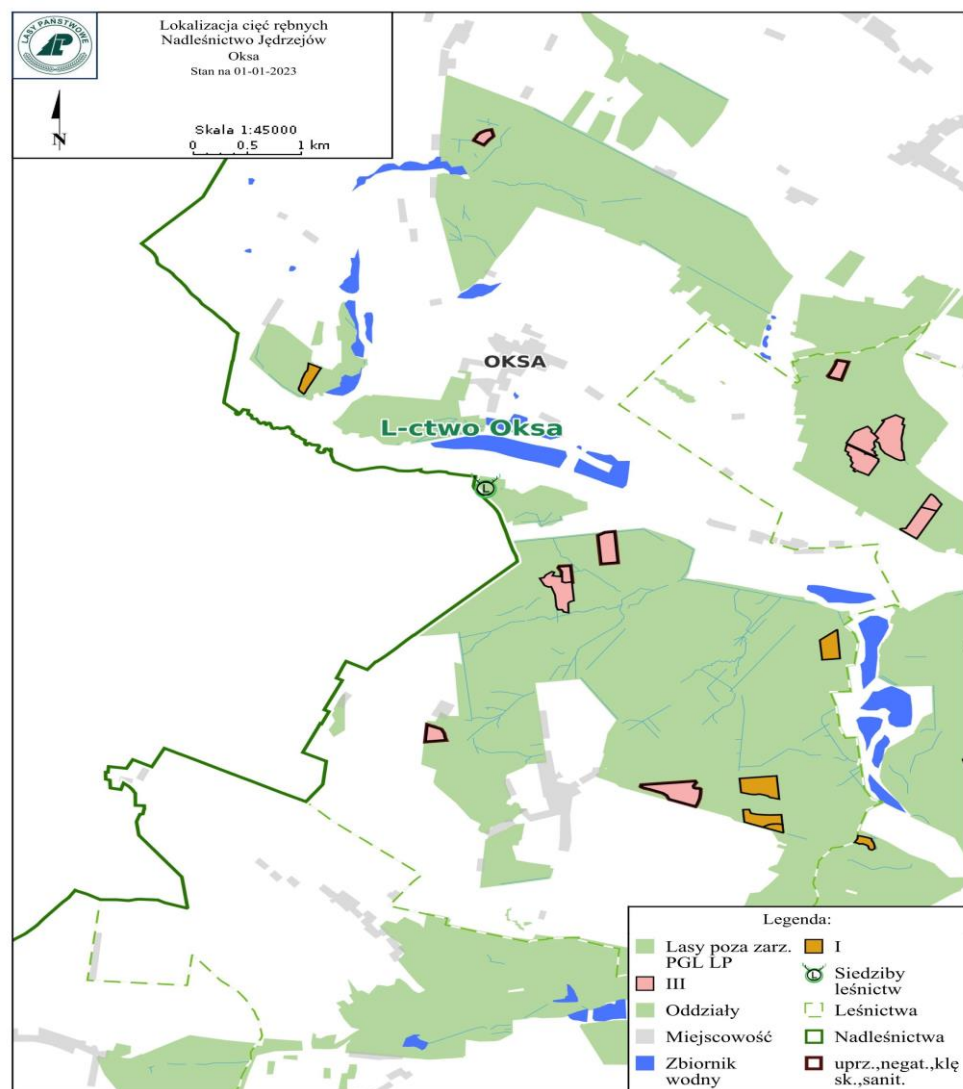 LASY PAŃSTWOWE
Lokalizacja cięć rębnych
Nadleśnictwo Jędrzejów
Oksa
Stan na 01-01-2023
N
Skala 1:45000
0 0.5 1 km
OKSA
L-ctwo Oksa
L
Legenda:
Lasy poza zarz.
PGL LP
III
Oddziały
Miejscowość
Zbiornik
wodny
I
L
Siedziby
leśnictw
Leśnictwa
Nadleśnictwa
uprz.,negat.,klę
sk.,sanit.